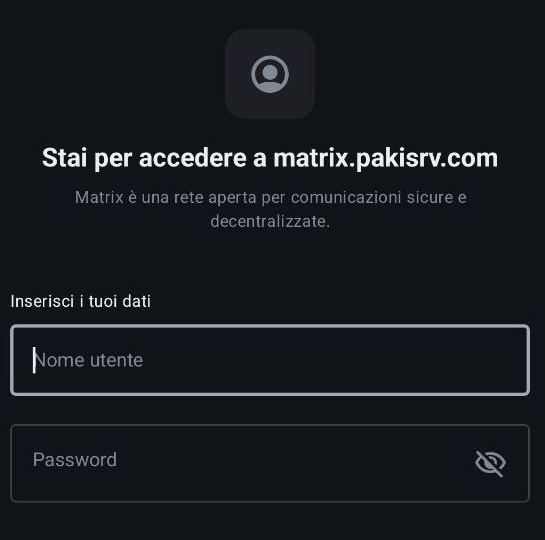 Stai per accedere a matrix.pakisrv.com
Matrix è una rete aperta per comunicazioni sicure e
decentralizzate.
Inserisci i tuoi dati
Nome utente
Password